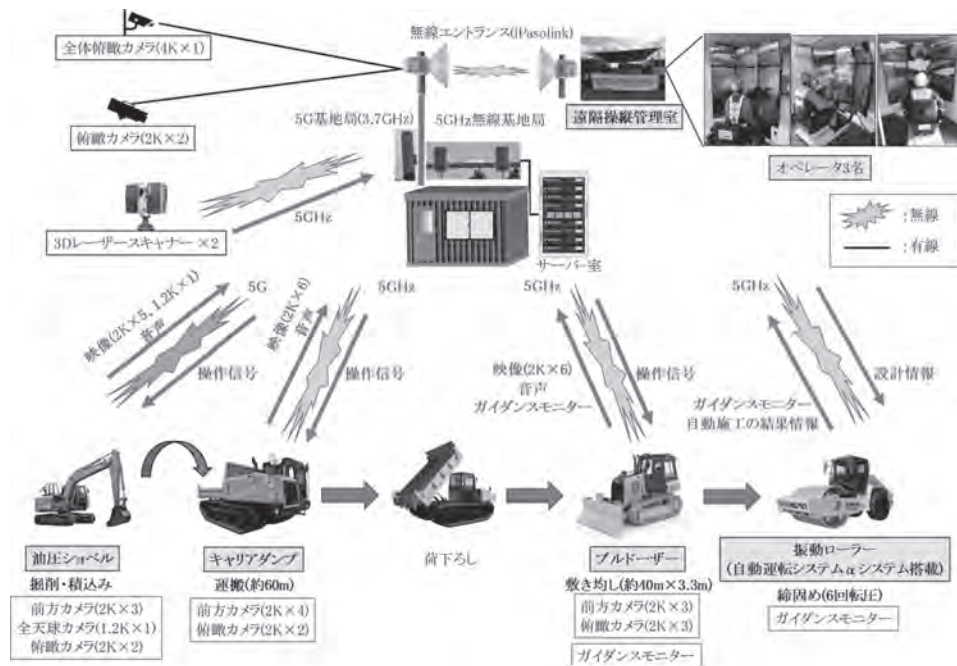 全体俯瞰カメラ(4K×1)
無線エントランス(iPasolink)
俯瞰カメラ(2K×2)
5G基地局(3.7GHz)
5GHz無線基地局
遠隔操縦管理室
オペレータ3名
5GHz
3Dレーザースキャナー×2
サーバー室
:無線
:有線
5G
5GHz
5GHz
5GHz
映像(2K×5、1.2K×1)
音声
操作信号
映像(2K×6)
音声
操作信号
映像(2K×6)
音声
ガイダンスモニター
操作信号
ガイダンスモニター
自動施工の結果情報
設計情報
油圧ショベル
掘削・積込み
前方カメラ(2K×3)
全天球カメラ(1.2K×1)
俯瞰カメラ(2K×2)
キャリアダンプ
運搬(約60m)
前方カメラ(2K×4)
俯瞰カメラ(2K×2)
荷下ろし
ブルドーザー
敷き均し(約40m×3.3m)
前方カメラ(2K×3)
俯瞰カメラ(2K×3)
ガイダンスモニター
振動ローラー
(自動運転システムαシステム搭載)
締固め(6回転圧)
ガイダンスモニター